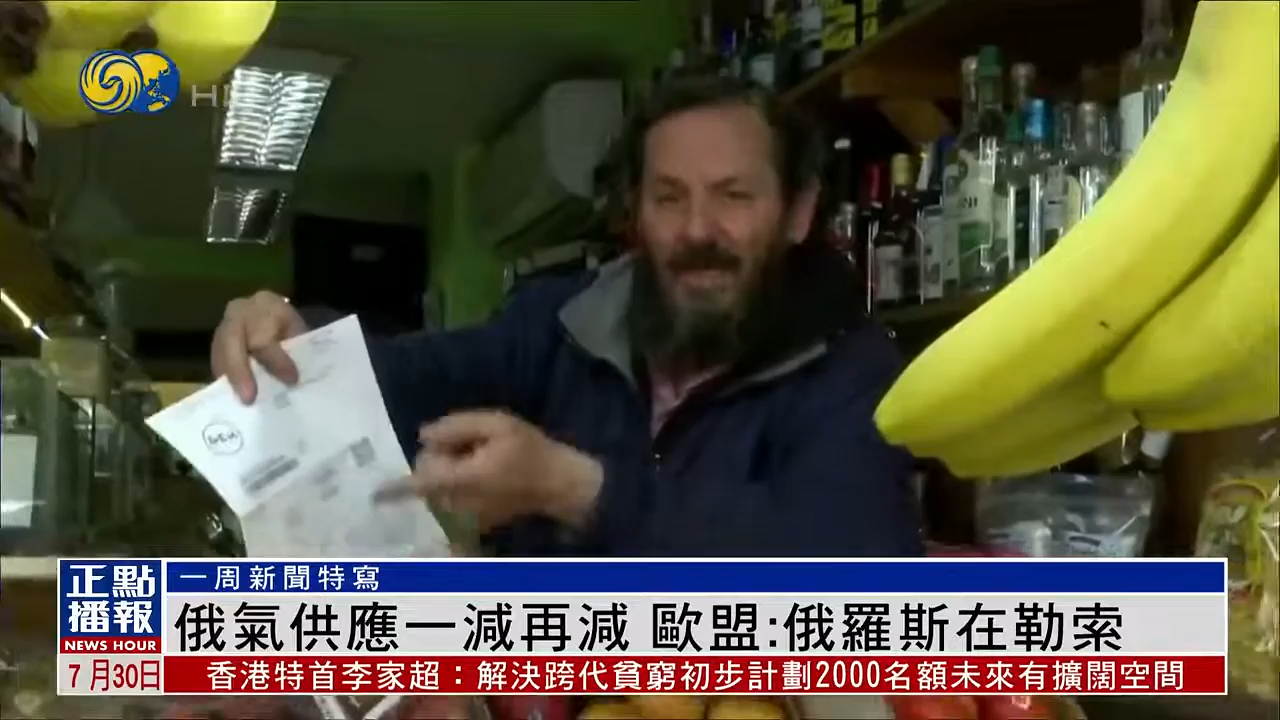 一周新聞特寫
正點播報
NEWS HOUR
俄氣供應一減再減 歐盟:俄羅斯在勒索
7月30日
香港特首李家超：解決跨代貧窮初步計劃2000名額未來有擴闊空間